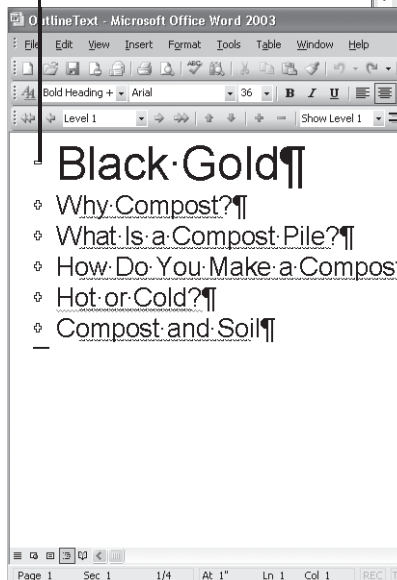 OutlineText - Microsoft Office Word 2003
File Edit View Insert Format Tools Table Window Help
Bold Heading + Arial 36 B I U
Level 1 Show Level 1
Black·Gold¶
Why·Compost?¶
What·Is·a·Compost·Pile?¶
How·Do·You·Make·a·Compost
Hot·or·Cold?¶
Compost·and·Soil¶
Page 1 Sec 1 1/4 At 1" Ln 1 Col 1 REC